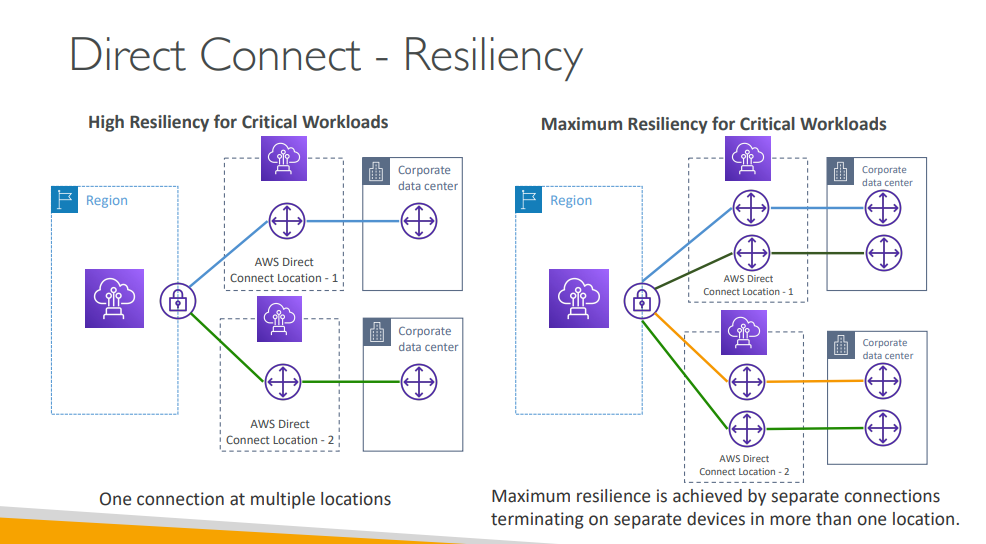 Direct Connect - Resiliency
High Resiliency for Critical Workloads
Region
Corporate
data center
AWS Direct
Connect Location - 1
Corporate
data center
AWS Direct
Connect Location - 2
One connection at multiple locations
Maximum Resiliency for Critical Workloads
Region
Corporate
data center
AWS Direct
Connect Location - 1
Corporate
data center
AWS Direct
Connect Location - 2
Maximum resilience is achieved by separate connections
terminating on separate devices in more than one location.